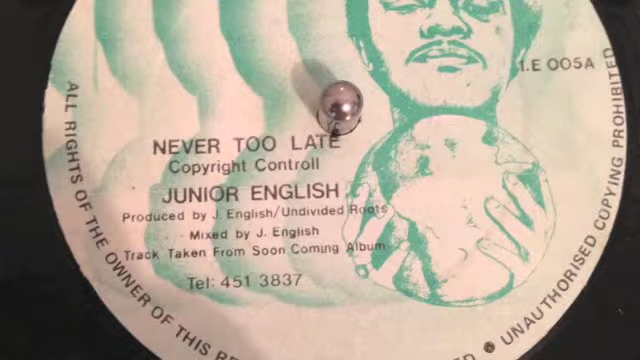 1.E 005A
NEVER TOO LATE
Copyright Controll
JUNIOR ENGLISH
Produced by J. English/Undivided Roots
Mixed by J. English
Track Taken From Soon Coming Album
Tel: 451 3837
ALL RIGHTS OF THE OWNER OF THIS
UNAUTHORISED COPYING PROHIBITED